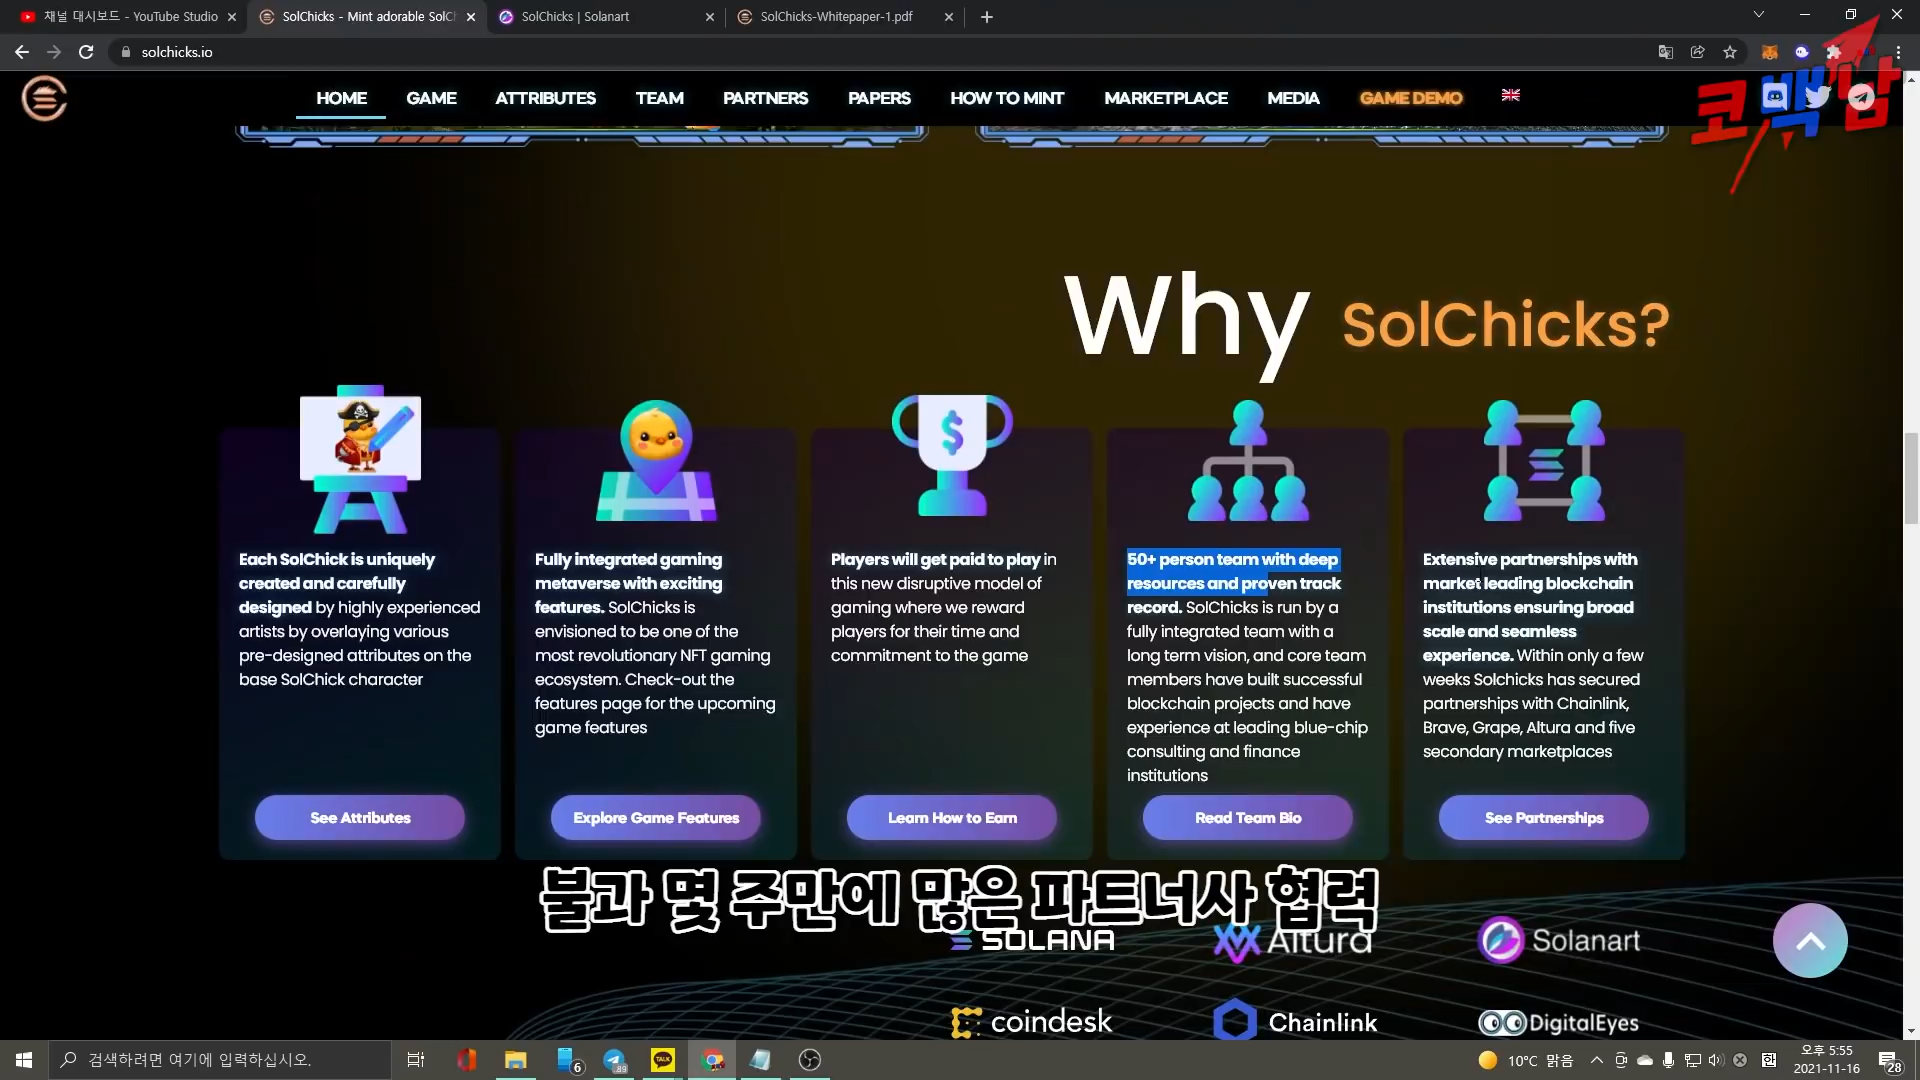 채널 대시보드 - YouTube Studio
SolChicks - Mint adorable SolCh
SolChicks | Solanart
SolChicks-Whitepaper-1.pdf
solchicks.io
HOME GAME ATTRIBUTES TEAM PARTNERS PAPERS HOW TO MINT MARKETPLACE MEDIA GAME DEMO
코백남
Why SolChicks?
Each SolChick is uniquely
created and carefully
designed by highly experienced
artists by overlaying various
pre-designed attributes on the
base SolChick character
See Attributes
Fully integrated gaming
metaverse with exciting
features. SolChicks is
envisioned to be one of the
most revolutionary NFT gaming
ecosystem. Check-out the
features page for the upcoming
game features
Explore Game Features
Players will get paid to play in
this new disruptive model of
gaming where we reward
players for their time and
commitment to the game
Learn How to Earn
50+ person team with deep
resources and proven track
record. SolChicks is run by a
fully integrated team with a
long term vision, and core team
members have built successful
blockchain projects and have
experience at leading blue-chip
consulting and finance
institutions
Read Team Bio
Extensive partnerships with
market leading blockchain
institutions ensuring broad
scale and seamless
experience. Within only a few
weeks Solchicks has secured
partnerships with Chainlink,
Brave, Grape, Altura and five
secondary marketplaces
See Partnerships
불과 몇 주만에 많은 파트너사 협력
SOLANA Altura Solanart
coindesk Chainlink DigitalEyes
검색하려면 여기에 입력하십시오.
6
89
TALK
10°C 맑음
오후 5:55
2021-11-16
28